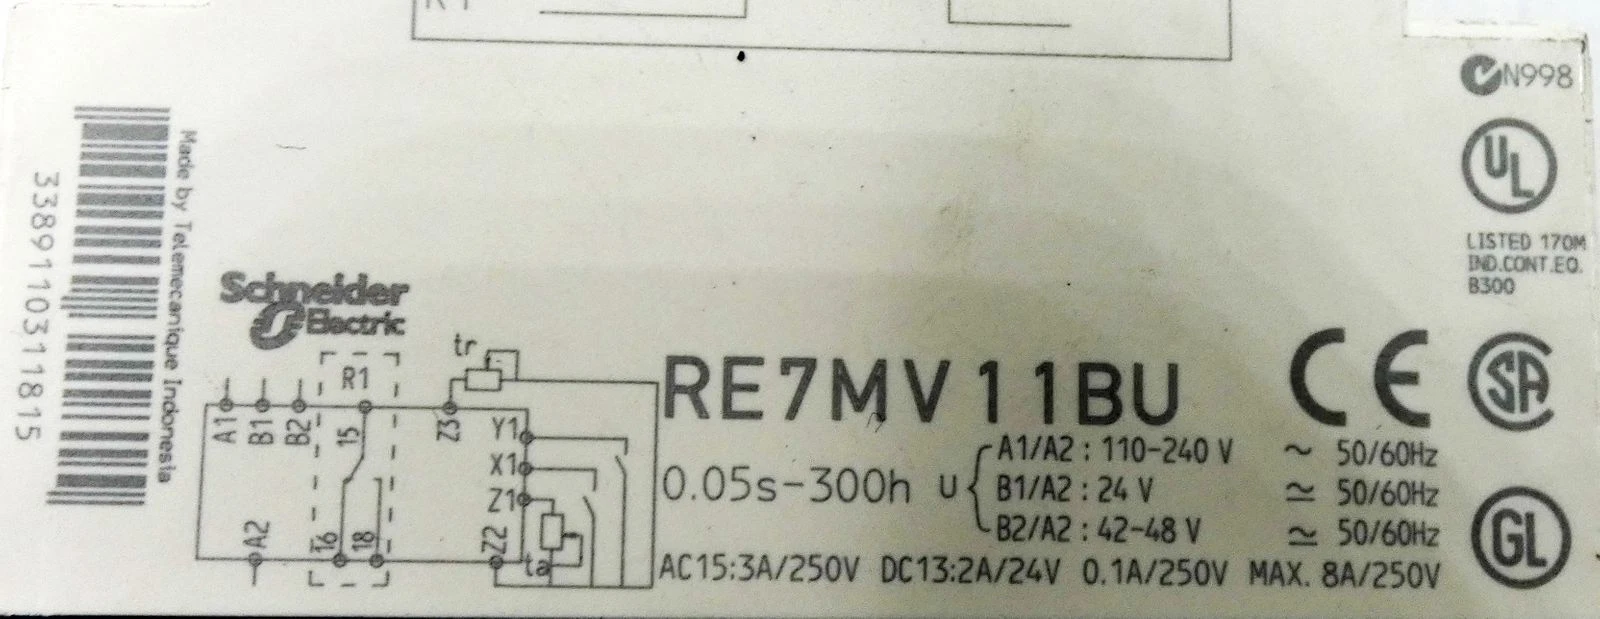 R1
N998
UL
LISTED 170M
IND.CONT.EQ.
B300
Made by Telemecanique Indonesia
3389110311815
Schneider
Electric
tr
R1
A1
B1
B2
15
Z3
Y1
X1
Z1
A2
16
18
Z2
ta
RE7MV11BU
CE
SA
0.05s-300h U
A1/A2 : 110-240 V ~ 50/60Hz
B1/A2 : 24 V ≃ 50/60Hz
B2/A2 : 42-48 V ≃ 50/60Hz
GL
AC15:3A/250V DC13:2A/24V 0.1A/250V MAX. 8A/250V